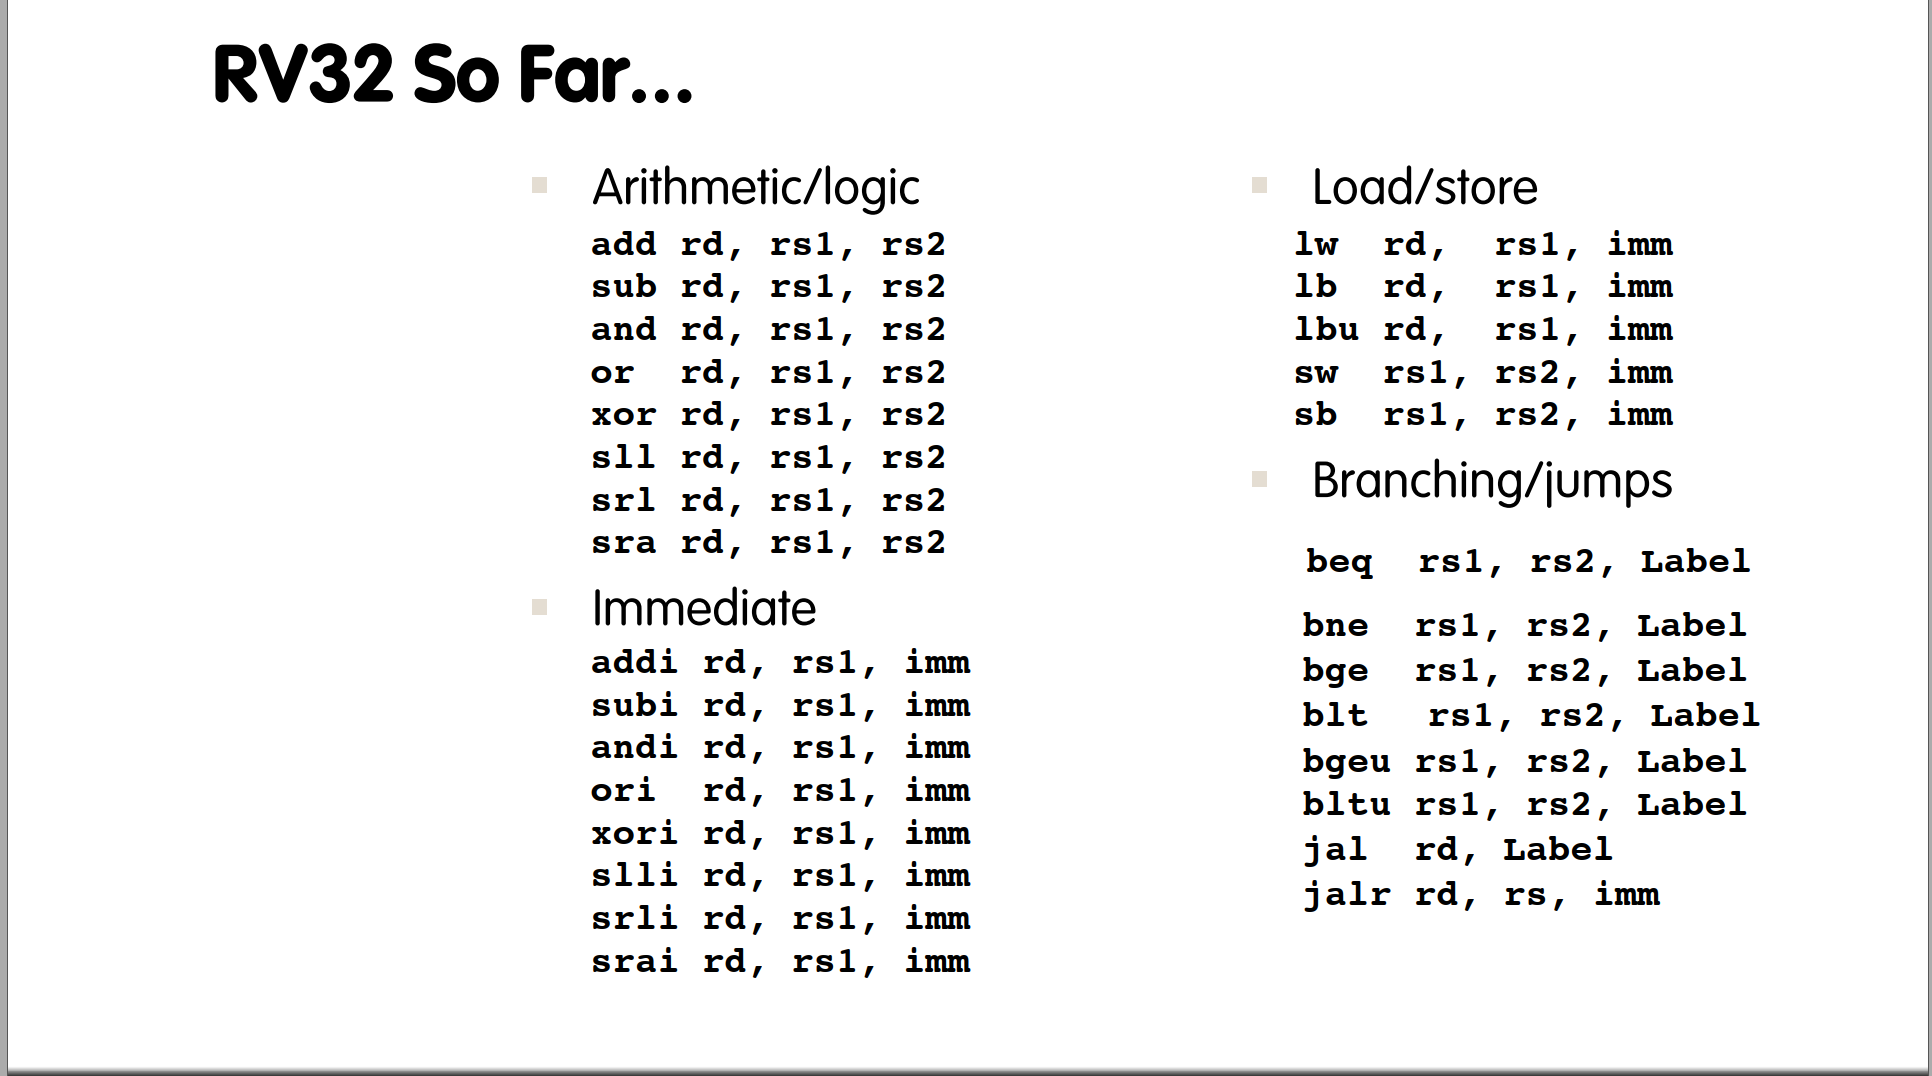 RV32 So Far...
Arithmetic/logic
add rd, rs1, rs2
sub rd, rs1, rs2
and rd, rs1, rs2
or  rd, rs1, rs2
xor rd, rs1, rs2
sll rd, rs1, rs2
srl rd, rs1, rs2
sra rd, rs1, rs2
Immediate
addi rd, rs1, imm
subi rd, rs1, imm
andi rd, rs1, imm
ori  rd, rs1, imm
xori rd, rs1, imm
slli rd, rs1, imm
srli rd, rs1, imm
srai rd, rs1, imm
Load/store
lw  rd,  rs1, imm
lb  rd,  rs1, imm
lbu rd,  rs1, imm
sw  rs1, rs2, imm
sb  rs1, rs2, imm
Branching/jumps
beq  rs1, rs2, Label
bne  rs1, rs2, Label
bge  rs1, rs2, Label
blt  rs1, rs2, Label
bgeu rs1, rs2, Label
bltu rs1, rs2, Label
jal  rd, Label
jalr rd, rs, imm